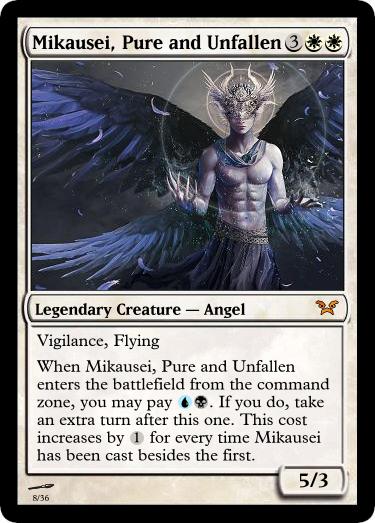 Mikausei, Pure and Unfallen 3
Legendary Creature — Angel
Vigilance, Flying
When Mikausei, Pure and Unfallen
enters the battlefield from the command
zone, you may pay . If you do, take
an extra turn after this one. This cost
increases by 1 for every time Mikausei
has been cast besides the first.
5/3
8/36